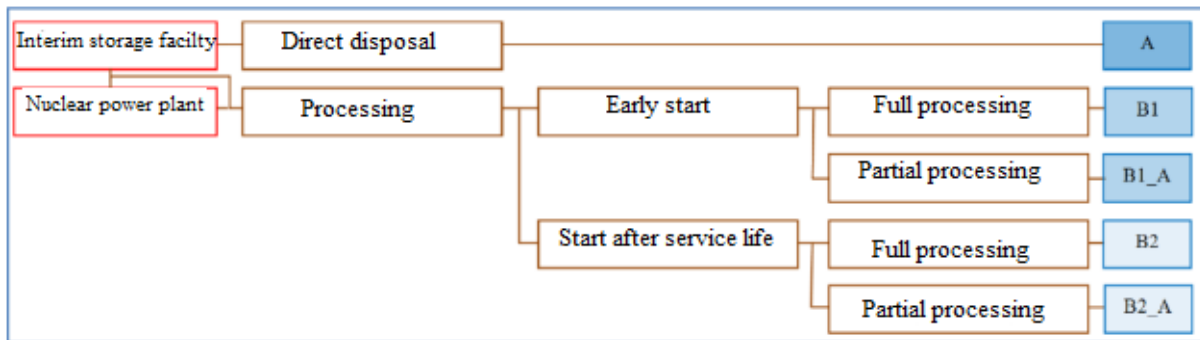 Interim storage facilty
Direct disposal
A
Nuclear power plant
Processing
Early start
Full processing
B1
Partial processing
B1_A
Start after service life
Full processing
B2
Partial processing
B2_A